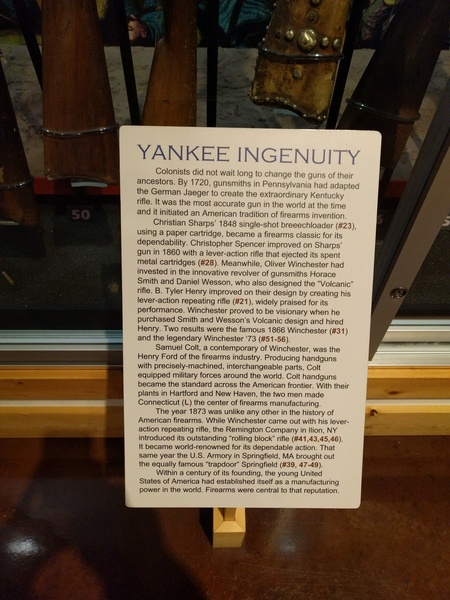 50
YANKEE INGENUITY
Colonists did not wait long to change the guns of their
ancestors. By 1720, gunsmiths in Pennsylvania had adapted
the German Jaeger to create the extraordinary Kentucky
rifle. It was the most accurate gun in the world at the time
and it initiated an American tradition of firearms invention.
Christian Sharps' 1848 single-shot breeechloader (#23),
using a paper cartridge, became a firearms classic for its
dependability. Christopher Spencer improved on Sharps'
gun in 1860 with a lever-action rifle that ejected its spent
metal cartridges (#28). Meanwhile, Oliver Winchester had
invested in the innovative revolver of gunsmiths Horace
Smith and Daniel Wesson, who also designed the "Volcanic"
rifle. B. Tyler Henry improved on their design by creating his
lever-action repeating rifle (#21), widely praised for its
performance. Winchester proved to be visionary when he
purchased Smith and Wesson's Volcanic design and hired
Henry. Two results were the famous 1866 Winchester (#31)
and the legendary Winchester '73 (#51-56).
Samuel Colt, a contemporary of Winchester, was the
Henry Ford of the firearms industry. Producing handguns
with precisely-machined, interchangeable parts, Colt
equipped military forces around the world. Colt handguns
became the standard across the American frontier. With their
plants in Hartford and New Haven, the two men made
Connecticut (L) the center of firearms manufacturing.
The year 1873 was unlike any other in the history of
American firearms. While Winchester came out with his lever-
action repeating rifle, the Remington Company in Ilion, NY
introduced its outstanding "rolling block" rifle (#41,43,45,46).
It became world-renowned for its dependable action. That
same year the U.S. Armory in Springfield, MA brought out
the equally famous "trapdoor" Springfield (#39, 47-49).
Within a century of its founding, the young United
States of America had established itself as a manufacturing
power in the world. Firearms were central to that reputation.